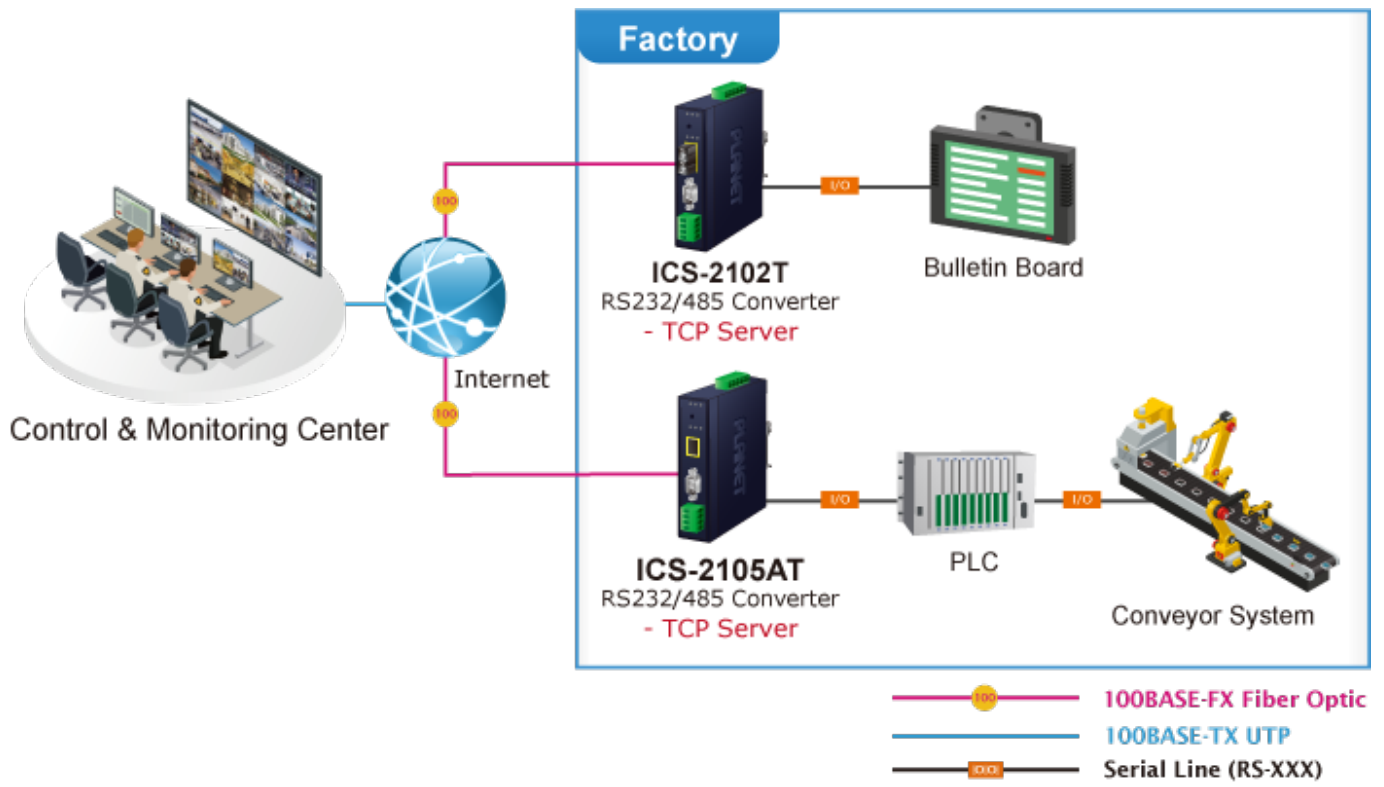 Factory
PLANET
I/O
100
ICS-2102T
RS232/485 Converter
- TCP Server
Bulletin Board
Internet
Control & Monitoring Center
100
PLANET
I/O
I/O
ICS-2105AT
RS232/485 Converter
- TCP Server
PLC
Conveyor System
100
100BASE-FX Fiber Optic
100BASE-TX UTP
Serial Line (RS-XXX)